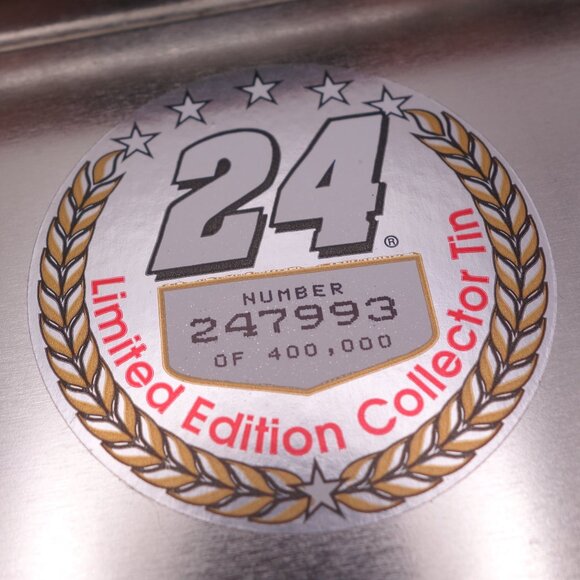 24®
NUMBER
247993
OF 400,000
Limited Edition Collector Tin